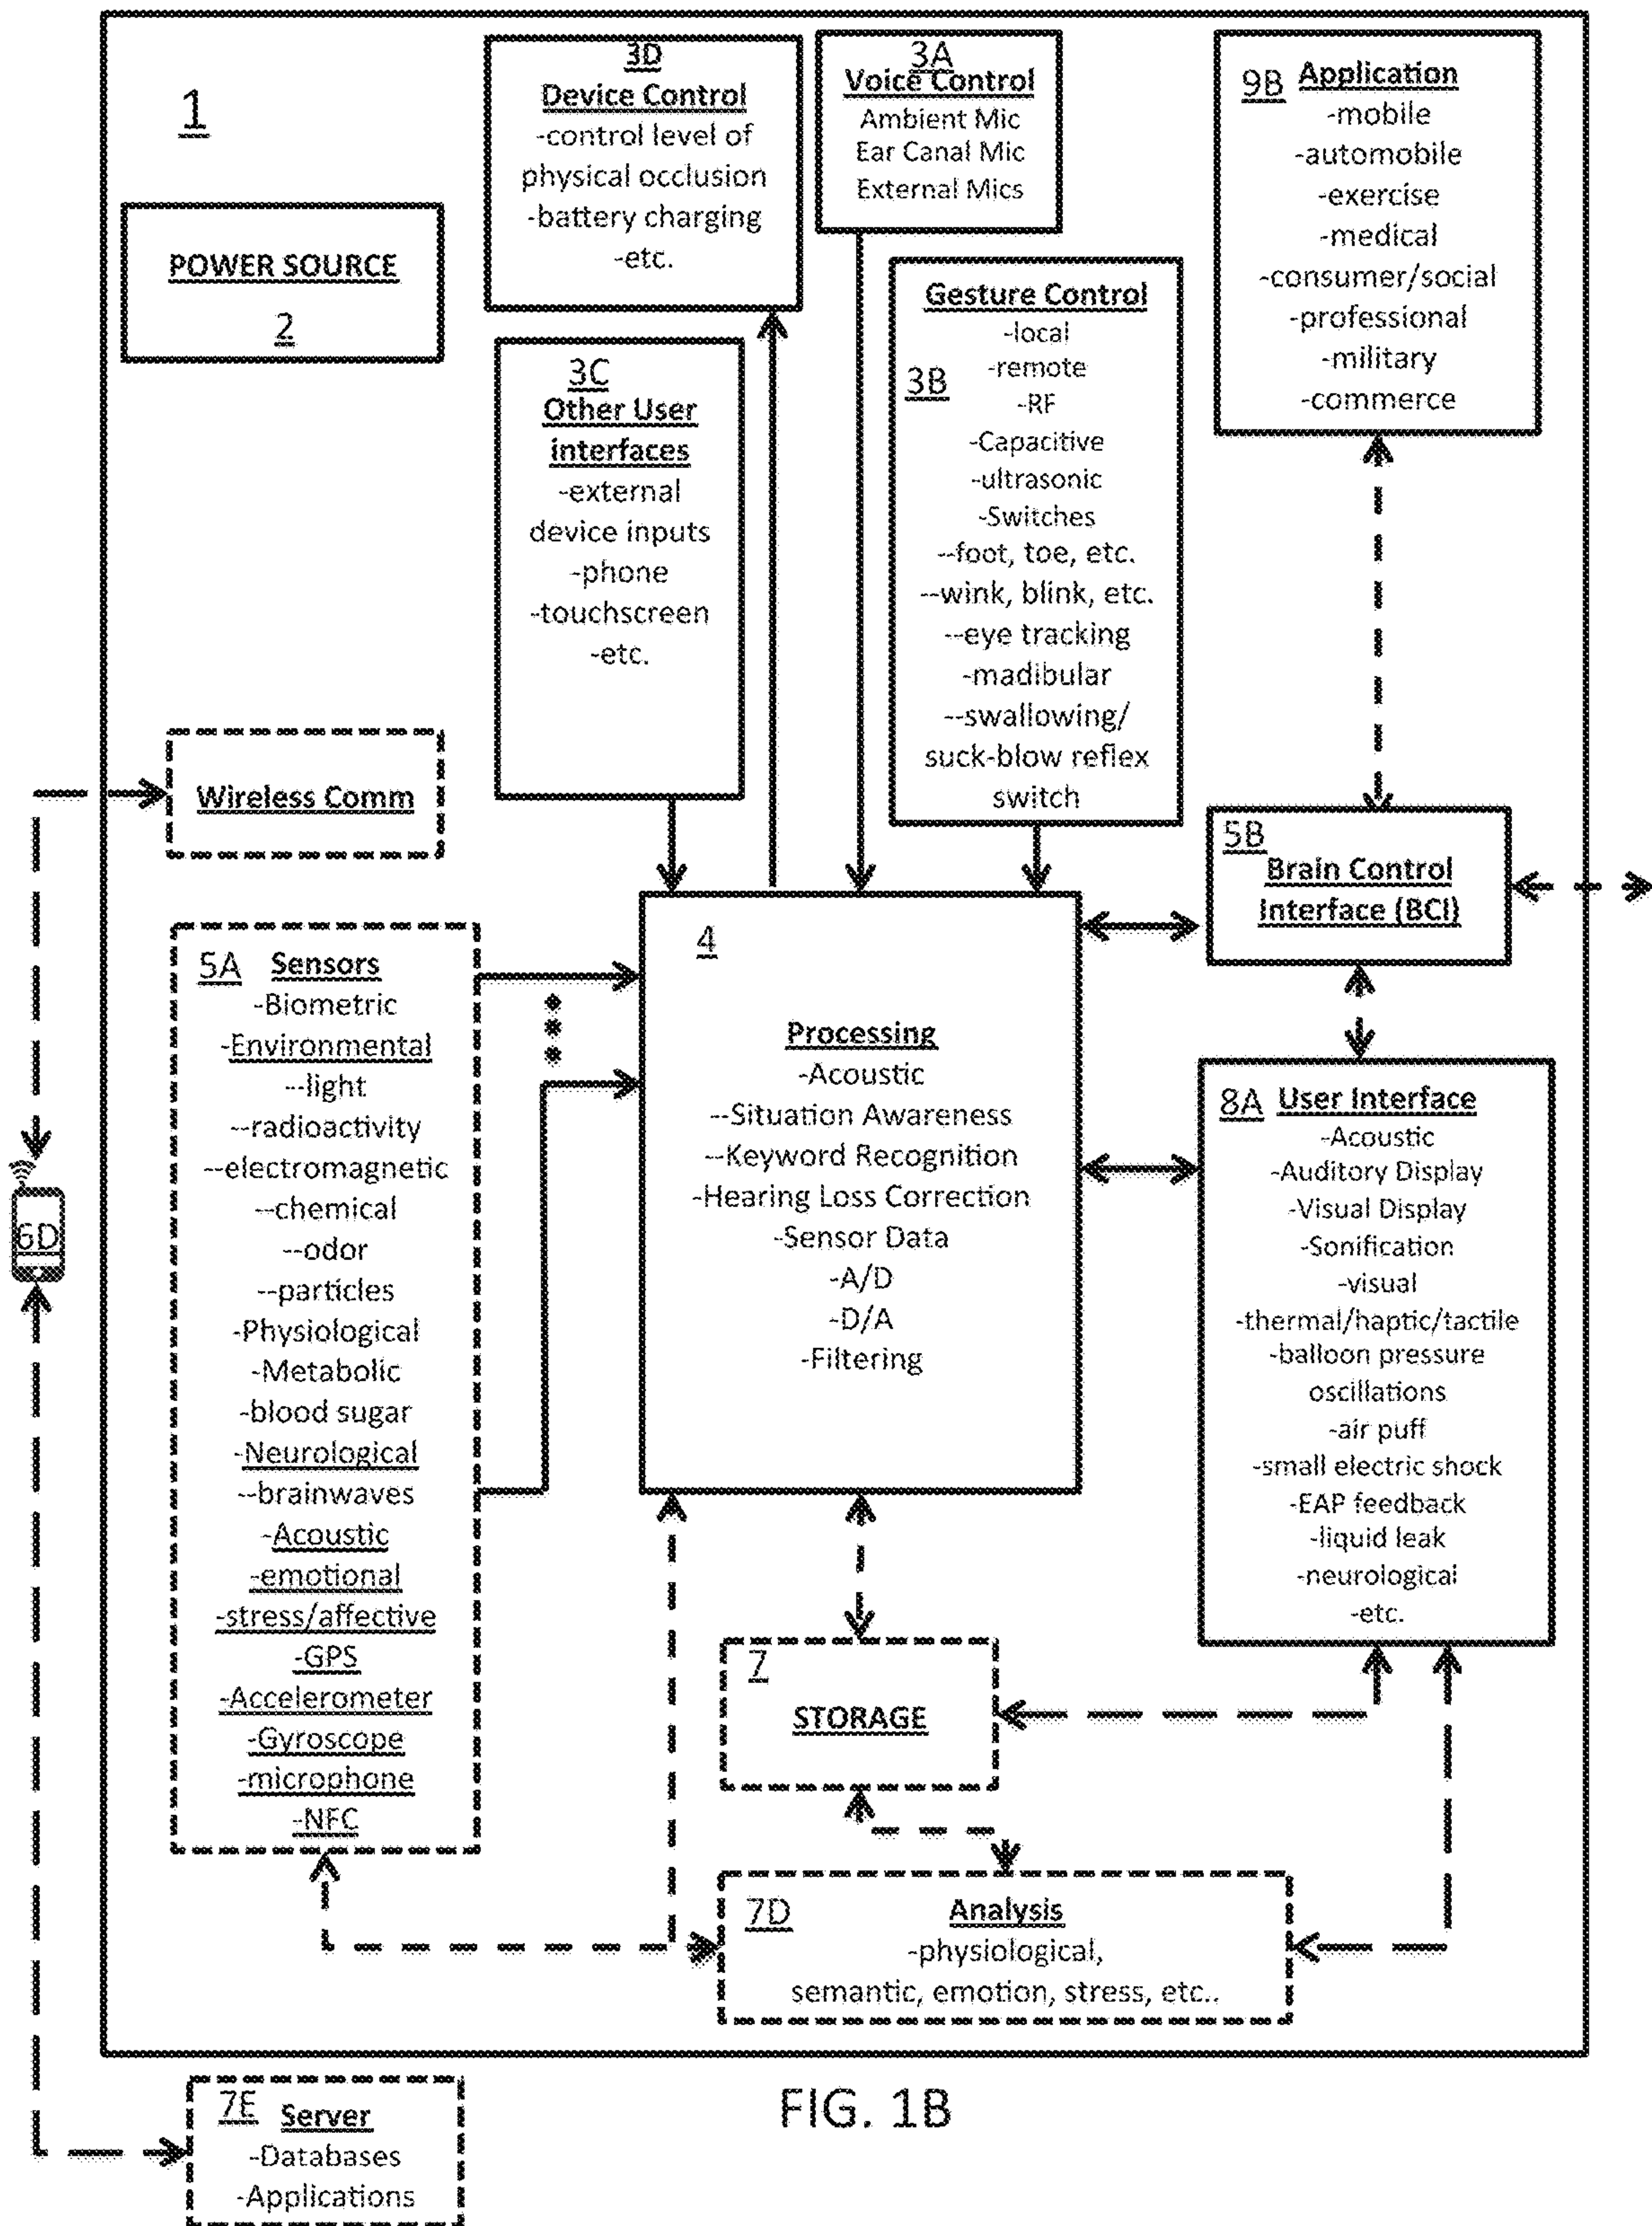 1
POWER SOURCE
2
3D
Device Control
-control level of
physical occlusion
-battery charging
-etc.
3A
Voice Control
Ambient Mic
Ear Canal Mic
External Mics
9B Application
-mobile
-automobile
-exercise
-medical
-consumer/social
-professional
-military
-commerce
3C
Other User
interfaces
-external
device inputs
-phone
-touchscreen
-etc.
Gesture Control
-local
-remote
3B
-RF
-Capacitive
-ultrasonic
-Switches
--foot, toe, etc.
--wink, blink, etc.
--eye tracking
-madibular
--swallowing/
suck-blow reflex
switch
Wireless Comm
5B
Brain Control
Interface (BCI)
5A Sensors
-Biometric
-Environmental
--light
--radioactivity
--electromagnetic
--chemical
--odor
--particles
-Physiological
-Metabolic
-blood sugar
-Neurological
--brainwaves
-Acoustic
-emotional
-stress/affective
-GPS
-Accelerometer
-Gyroscope
-microphone
-NFC
4
Processing
-Acoustic
--Situation Awareness
--Keyword Recognition
-Hearing Loss Correction
-Sensor Data
-A/D
-D/A
-Filtering
8A User Interface
-Acoustic
-Auditory Display
-Visual Display
-Sonification
-visual
-thermal/haptic/tactile
-balloon pressure
oscillations
-air puff
-small electric shock
-EAP feedback
-liquid leak
-neurological
-etc.
6D
7
STORAGE
7D Analysis
-physiological,
semantic, emotion, stress, etc..
7E Server
-Databases
-Applications
FIG. 1B